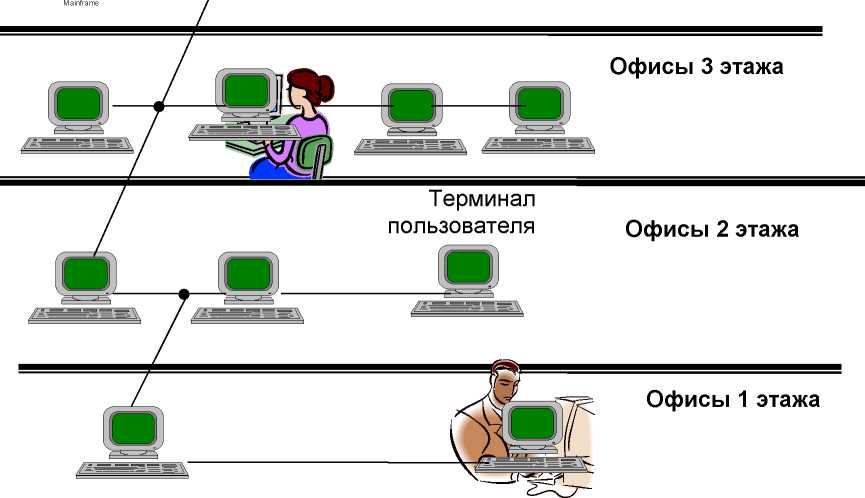 Mainframe
Офисы 3 этажа
Терминал
пользователя
Офисы 2 этажа
Офисы 1 этажа